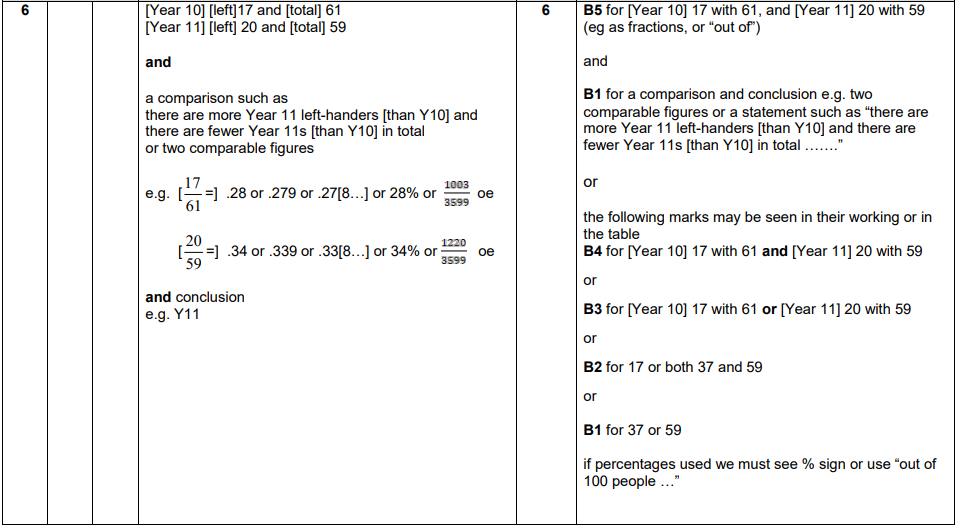 6
[Year 10] [left]17 and [total] 61
[Year 11] [left] 20 and [total] 59
and
a comparison such as
there are more Year 11 left-handers [than Y10] and
there are fewer Year 11s [than Y10] in total
or two comparable figures
e.g. [17/61 =] .28 or .279 or .27[8…] or 28% or 1003/3599 oe
[20/59 =] .34 or .339 or .33[8…] or 34% or 1220/3599 oe
and conclusion
e.g. Y11
6
B5 for [Year 10] 17 with 61, and [Year 11] 20 with 59
(eg as fractions, or “out of”)
and
B1 for a comparison and conclusion e.g. two
comparable figures or a statement such as “there are
more Year 11 left-handers [than Y10] and there are
fewer Year 11s [than Y10] in total …….”
or
the following marks may be seen in their working or in
the table
B4 for [Year 10] 17 with 61 and [Year 11] 20 with 59
or
B3 for [Year 10] 17 with 61 or [Year 11] 20 with 59
or
B2 for 17 or both 37 and 59
or
B1 for 37 or 59
if percentages used we must see % sign or use “out of
100 people …”